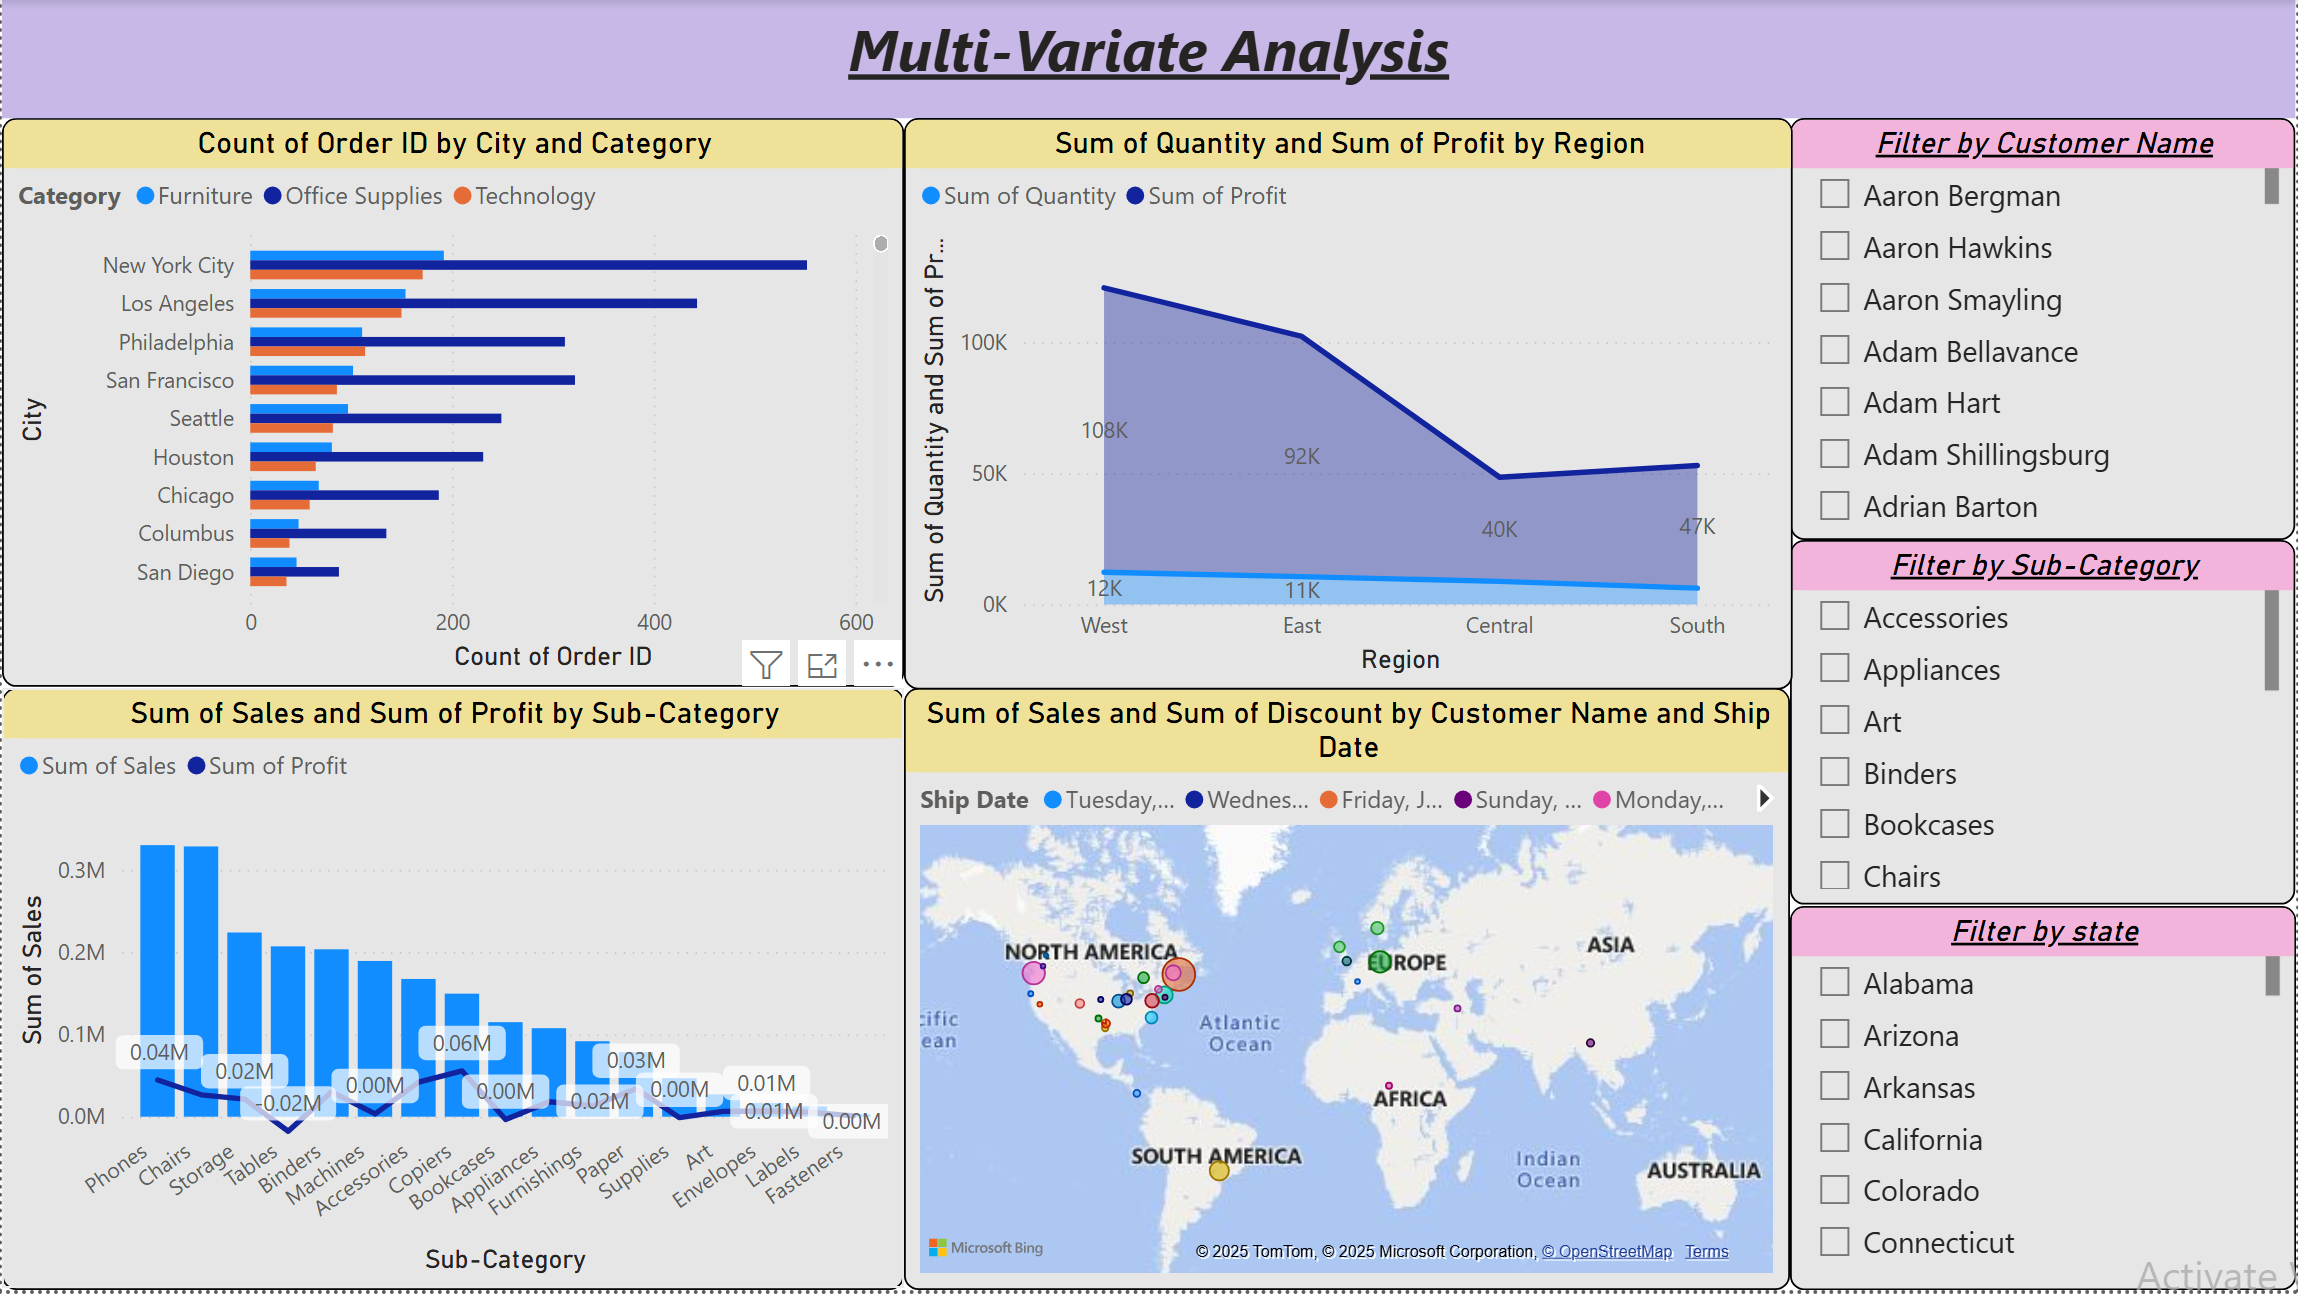 Multi-Variate Analysis
Count of Order ID by City and Category
Category Furniture Office Supplies Technology
City
New York City
Los Angeles
Philadelphia
San Francisco
Seattle
Houston
Chicago
Columbus
San Diego
0 200 400 600
Count of Order ID
Sum of Quantity and Sum of Profit by Region
Sum of Quantity Sum of Profit
Sum of Quantity and Sum of Pr...
100K
50K
0K
108K
92K
40K
47K
12K
11K
West East Central South
Region
Filter by Customer Name
Aaron Bergman
Aaron Hawkins
Aaron Smayling
Adam Bellavance
Adam Hart
Adam Shillingsburg
Adrian Barton
Filter by Sub-Category
Accessories
Appliances
Art
Binders
Bookcases
Chairs
Filter by state
Alabama
Arizona
Arkansas
California
Colorado
Connecticut
Sum of Sales and Sum of Profit by Sub-Category
Sum of Sales Sum of Profit
Sum of Sales
0.3M
0.2M
0.1M
0.0M
0.04M
0.02M
-0.02M
0.00M
0.06M
0.00M
0.02M
0.03M
0.00M
0.01M
0.01M
0.00M
Phones
Chairs
Storage
Tables
Binders
Machines
Accessories
Copiers
Bookcases
Appliances
Furnishings
Paper
Supplies
Art
Envelopes
Labels
Fasteners
Sub-Category
Sum of Sales and Sum of Discount by Customer Name and Ship
Date
Ship Date Tuesday,... Wednes... Friday, J... Sunday, ... Monday,...
NORTH AMERICA
EUROPE
ASIA
cific
ean
Atlantic
Ocean
AFRICA
SOUTH AMERICA
Indian
Ocean
AUSTRALIA
Microsoft Bing
© 2025 TomTom, © 2025 Microsoft Corporation, © OpenStreetMap Terms
Activate